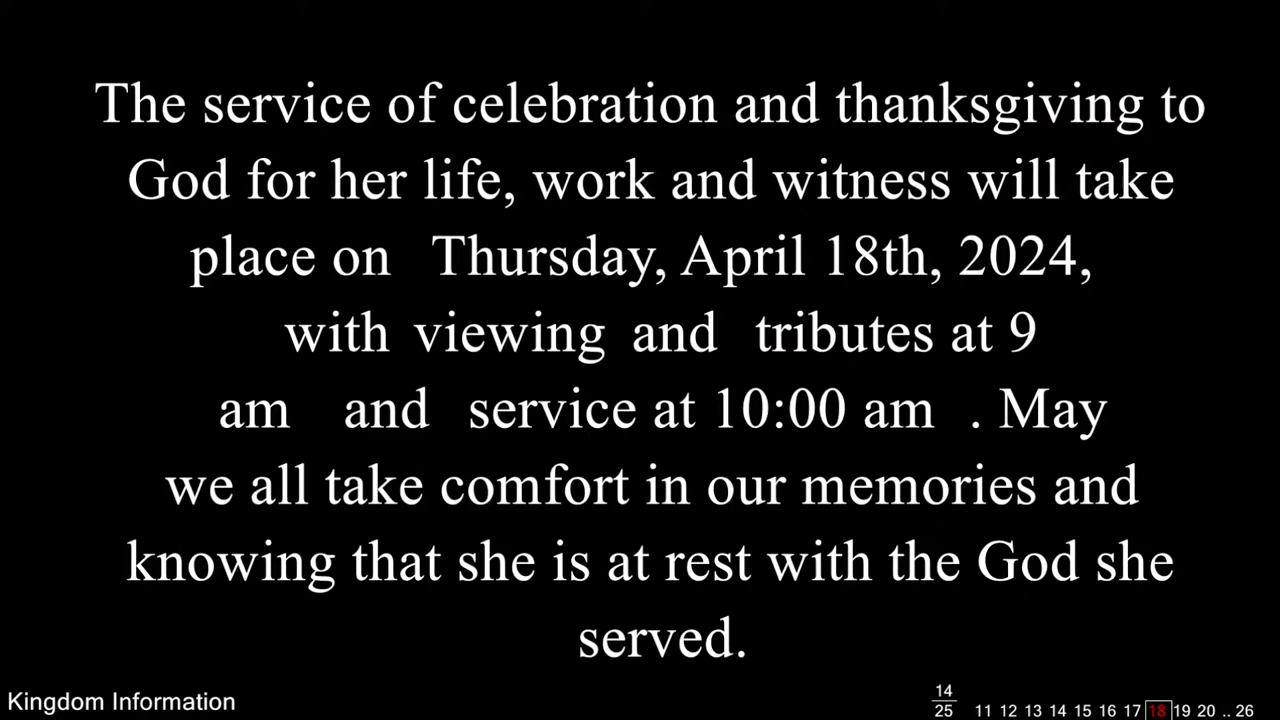 The service of celebration and thanksgiving to
God for her life, work and witness will take
place on Thursday, April 18th, 2024,
with viewing and tributes at 9
am and service at 10:00 am . May
we all take comfort in our memories and
knowing that she is at rest with the God she
served.
Kingdom Information
14
25
11 12 13 14 15 16 17 18 19 20 .. 26